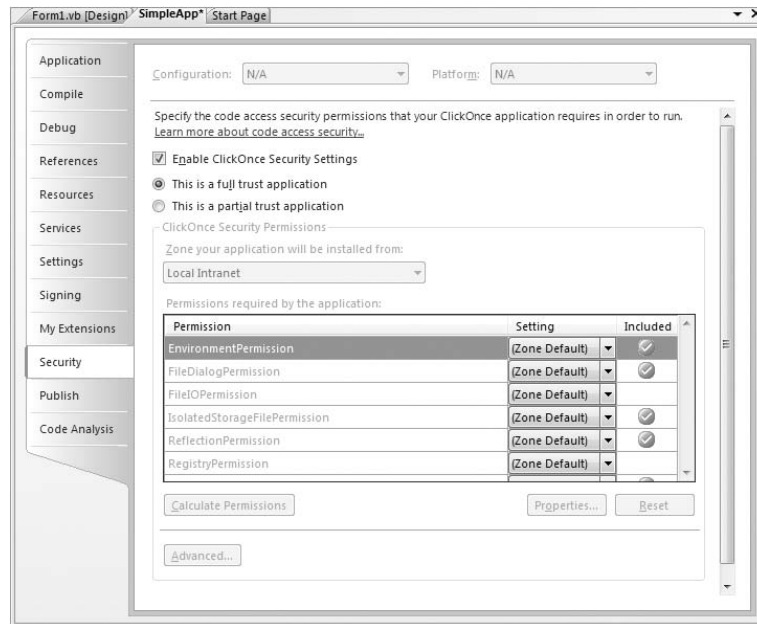 Form1.vb [Design] SimpleApp* Start Page
Application
Compile
Debug
References
Resources
Services
Settings
Signing
My Extensions
Security
Publish
Code Analysis
Configuration: N/A Platform: N/A
Specify the code access security permissions that your ClickOnce application requires in order to run.
Learn more about code access security...
Enable ClickOnce Security Settings
This is a full trust application
This is a partial trust application
ClickOnce Security Permissions
Zone your application will be installed from:
Local Intranet
Permissions required by the application:
Permission Setting Included
EnvironmentPermission (Zone Default)
FileDialogPermission (Zone Default)
FileIOPermission (Zone Default)
IsolatedStorageFilePermission (Zone Default)
ReflectionPermission (Zone Default)
RegistryPermission (Zone Default)
Calculate Permissions Properties... Reset
Advanced...